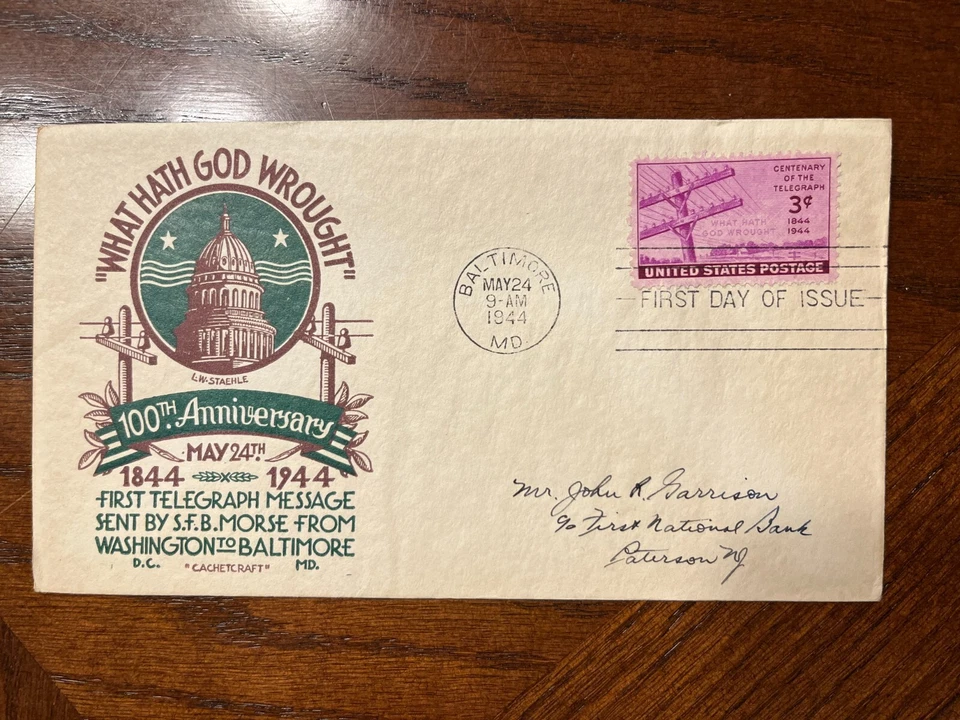 "WHAT HATH GOD WROUGHT"
L.W. STAEHLE
100TH Anniversary
MAY 24TH
1844 1944
FIRST TELEGRAPH MESSAGE
SENT BY S.F.B. MORSE FROM
WASHINGTON TO BALTIMORE
D.C. "CACHETCRAFT" MD.
BALTIMORE
MAY 24
9-AM
1944
MD.
CENTENARY
OF THE
TELEGRAPH
3¢
1844
1944
WHAT HATH
GOD WROUGHT
UNITED STATES POSTAGE
FIRST DAY OF ISSUE
Mr. John R. Garrison
℅ First National Bank
Paterson NJ